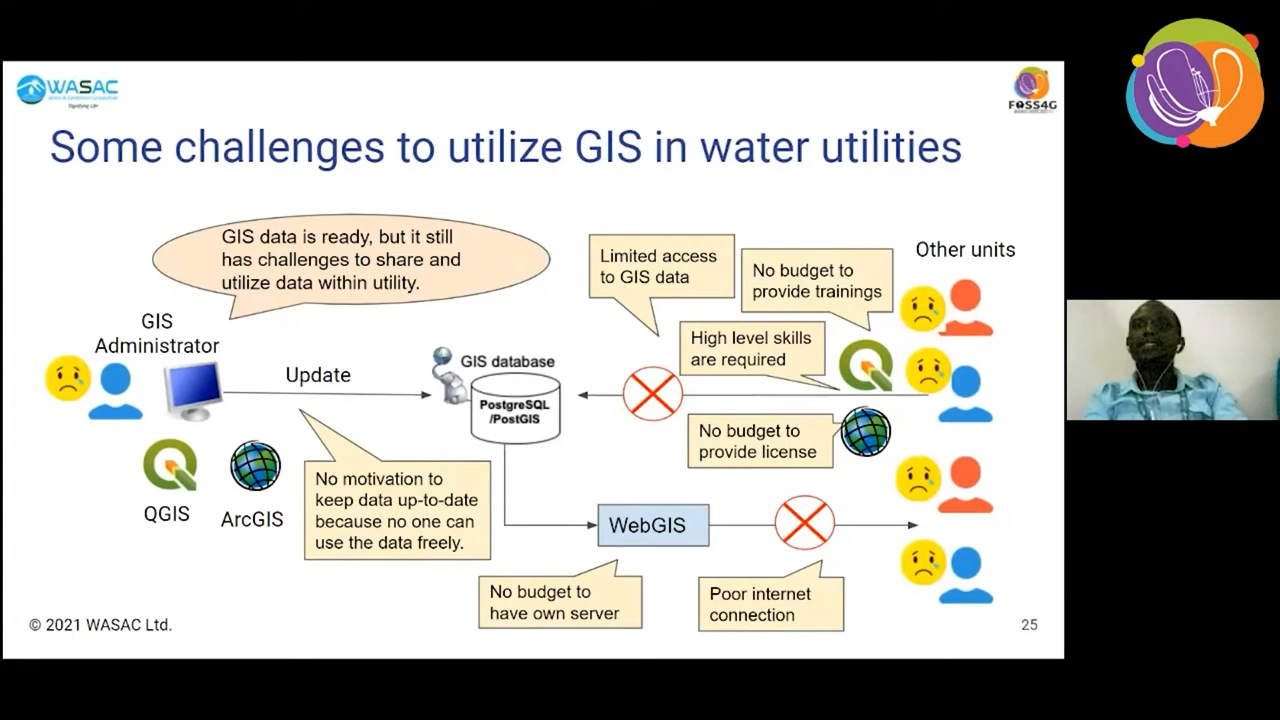 WASAC
FOSS4G
Some challenges to utilize GIS in water utilities
GIS data is ready, but it still
has challenges to share and
utilize data within utility.
Limited access
to GIS data
No budget to
provide trainings
Other units
GIS
Administrator
High level skills
are required
Update
GIS database
PostgreSQL
/PostGIS
No budget to
provide license
QGIS
ArcGIS
No motivation to
keep data up-to-date
because no one can
use the data freely.
WebGIS
No budget to
have own server
Poor internet
connection
© 2021 WASAC Ltd.
25